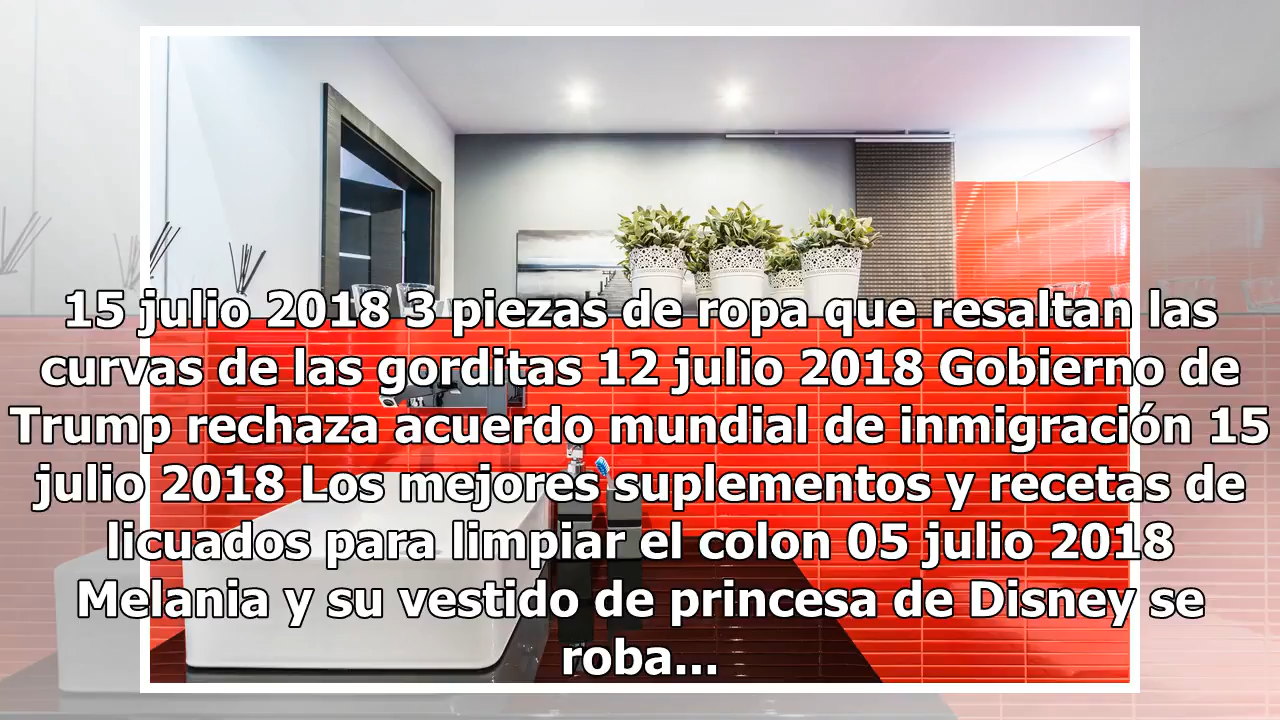 15 julio 2018 3 piezas de ropa que resaltan las
curvas de las gorditas 12 julio 2018 Gobierno de
Trump rechaza acuerdo mundial de inmigración 15
julio 2018 Los mejores suplementos y recetas de
licuados para limpiar el colon 05 julio 2018
Melania y su vestido de princesa de Disney se
roba...